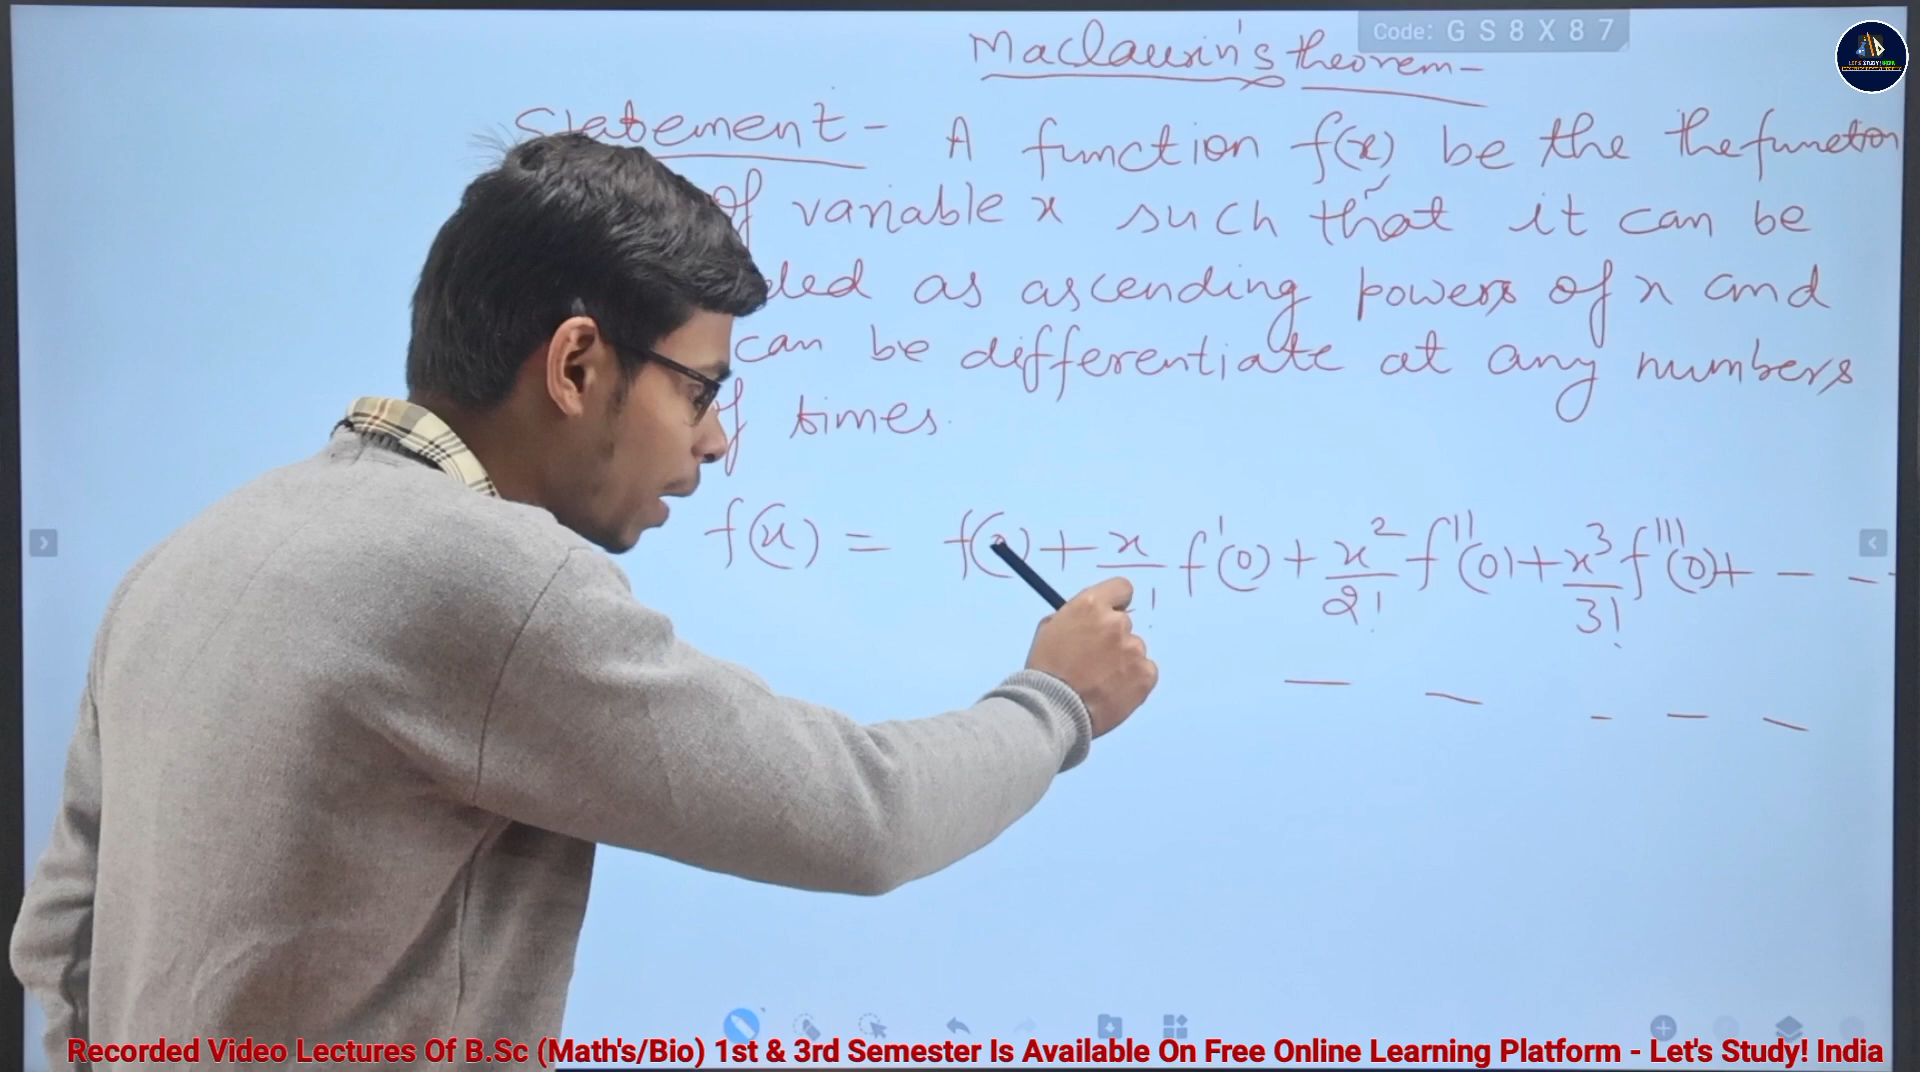 Code: G S 8 X 8 7
Maclaurin's theorem-
Statement - A function f(x) be the the function
of variable x such that it can be
as ascending powers of x and
can be differentiate at any numbers
of times.
f(x) = f(0) + x/1! f'(0) + x²/2! f''(0) + x³/3! f'''(0) + - -
- - - - -
Recorded Video Lectures Of B.Sc (Math's/Bio) 1st & 3rd Semester Is Available On Free Online Learning Platform - Let's Study! India